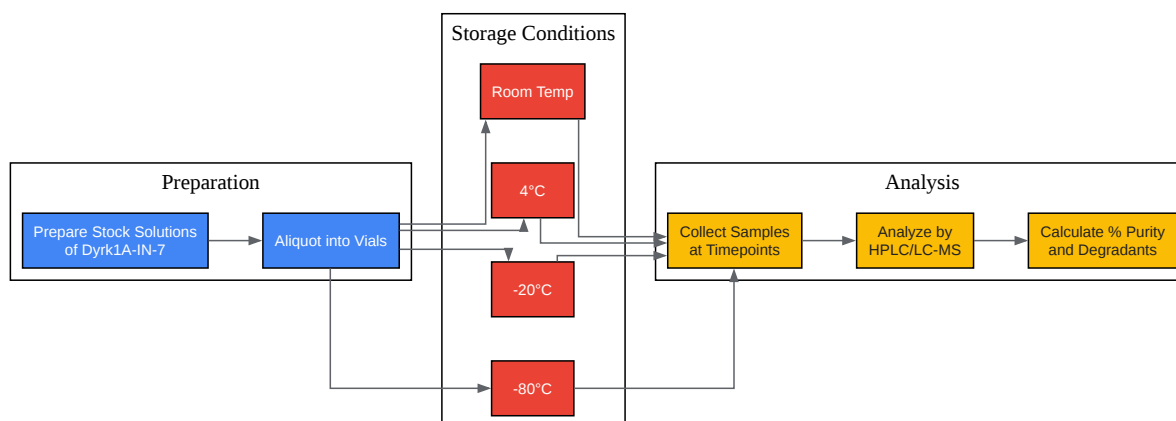 Storage Conditions
Room Temp
Preparation
Analysis
4°C
Prepare Stock Solutions
of Dyrk1A-IN-7
Aliquot into Vials
Collect Samples
at Timepoints
Analyze by
HPLC/LC-MS
Calculate % Purity
and Degradants
-20°C
-80°C